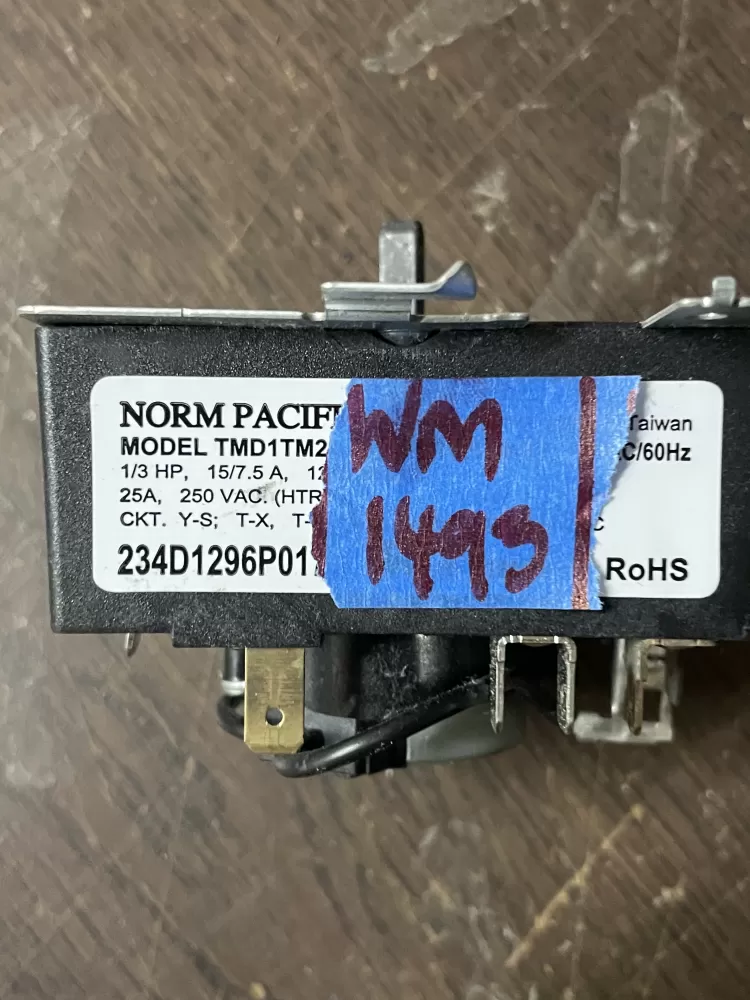 NORM PACIFI
Taiwan
MODEL TMD1TM2
C/60Hz
1/3 HP, 15/7.5 A, 12
25A, 250 VAC. (HTR
CKT. Y-S; T-X, T-
234D1296P01
RoHS
WM
1493